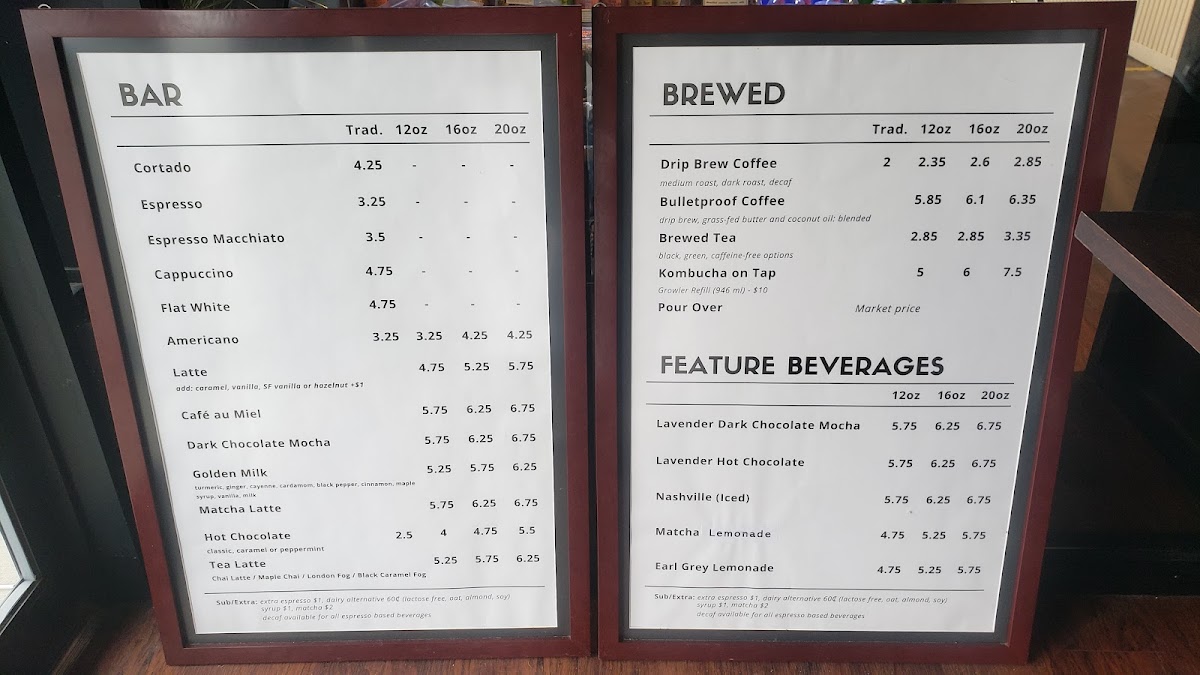 BAR
Trad. 12oz 16oz 20oz
Cortado 4.25 - - -
Espresso 3.25 - - -
Espresso Macchiato 3.5 - - -
Cappuccino 4.75 - - -
Flat White 4.75 - - -
Americano 3.25 3.25 4.25 4.25
Latte 4.75 5.25 5.75
add: caramel, vanilla, SF vanilla or hazelnut +$1
Café au Miel 5.75 6.25 6.75
Dark Chocolate Mocha 5.75 6.25 6.75
Golden Milk 5.25 5.75 6.25
turmeric, ginger, cayenne, cardamom, black pepper, cinnamon, maple
syrup, vanilla, milk
Matcha Latte 5.75 6.25 6.75
Hot Chocolate 2.5 4 4.75 5.5
classic, caramel or peppermint
Tea Latte 5.25 5.75 6.25
Chai Latte / Maple Chai / London Fog / Black Caramel Fog
Sub/Extra: extra espresso $1, dairy alternative 60¢ (lactose free, oat, almond, soy)
syrup $1, matcha $2
decaf available for all espresso based beverages
BREWED
Trad. 12oz 16oz 20oz
Drip Brew Coffee 2 2.35 2.6 2.85
medium roast, dark roast, decaf
Bulletproof Coffee 5.85 6.1 6.35
drip brew, grass-fed butter and coconut oil: blended
Brewed Tea 2.85 2.85 3.35
black, green, caffeine-free options
Kombucha on Tap 5 6 7.5
Growler Refill (946 ml) - $10
Pour Over Market price
FEATURE BEVERAGES
12oz 16oz 20oz
Lavender Dark Chocolate Mocha 5.75 6.25 6.75
Lavender Hot Chocolate 5.75 6.25 6.75
Nashville (Iced) 5.75 6.25 6.75
Matcha Lemonade 4.75 5.25 5.75
Earl Grey Lemonade 4.75 5.25 5.75
Sub/Extra: extra espresso $1, dairy alternative 60¢ (lactose free, oat, almond, soy)
syrup $1, matcha $2
decaf available for all espresso based beverages